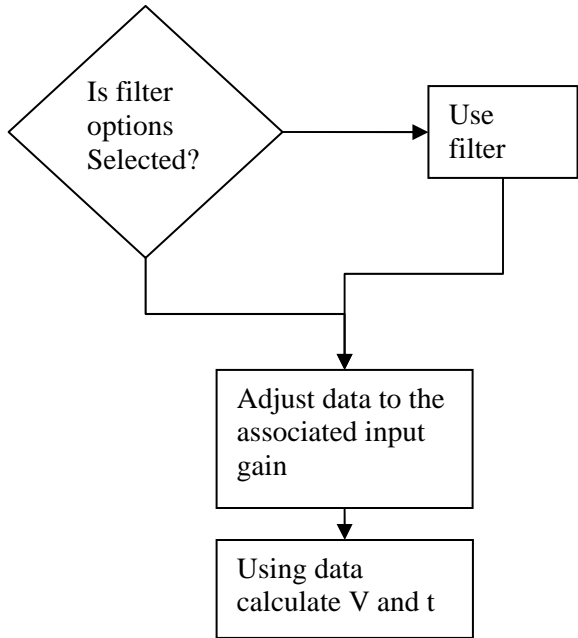 Is filter
options
Selected?
Use
filter
Adjust data to the
associated input
gain
Using data
calculate V and t